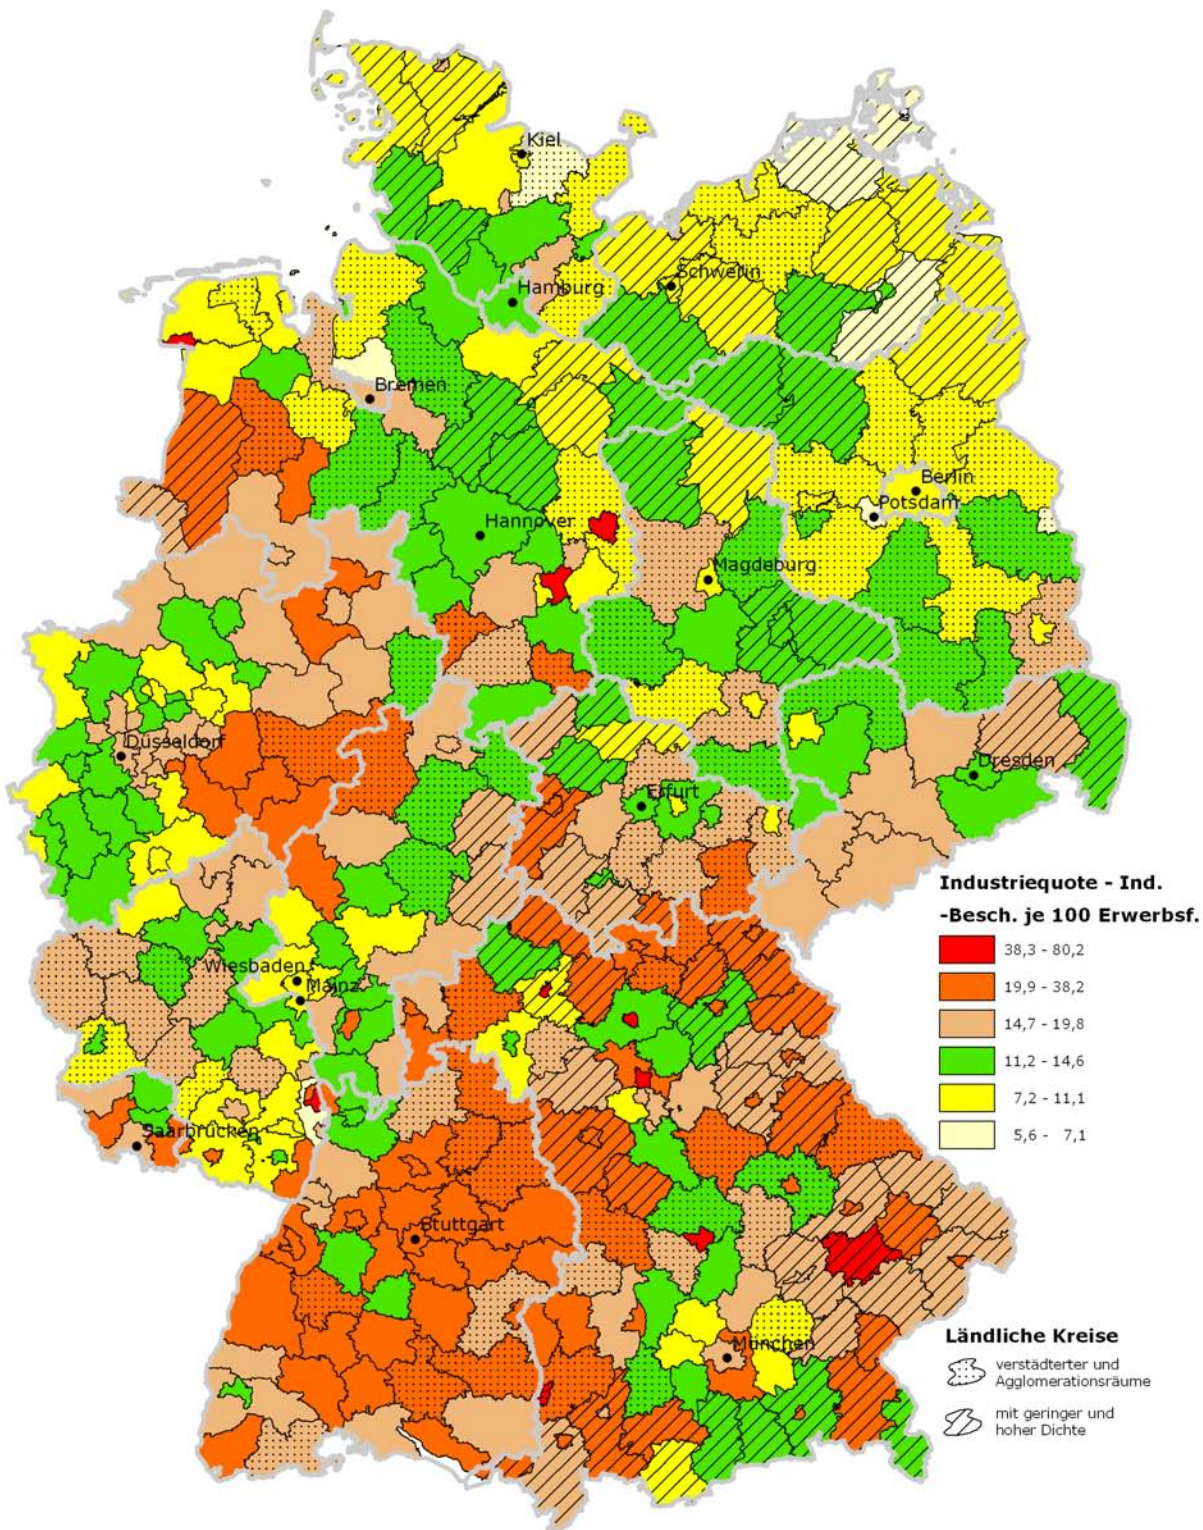 Kiel
Schwerin
Hamburg
Bremen
Berlin
Potsdam
Hannover
Magdeburg
Düsseldorf
Dresden
Erfurt
Industriequote - Ind.
-Besch. je 100 Erwerbsf.
38,3 - 80,2
19,9 - 38,2
14,7 - 19,8
11,2 - 14,6
7,2 - 11,1
5,6 - 7,1
Wiesbaden
Mainz
Saarbrücken
Stuttgart
München
Ländliche Kreise
verstädterter und
Agglomerationsräume
mit geringer und
hoher Dichte